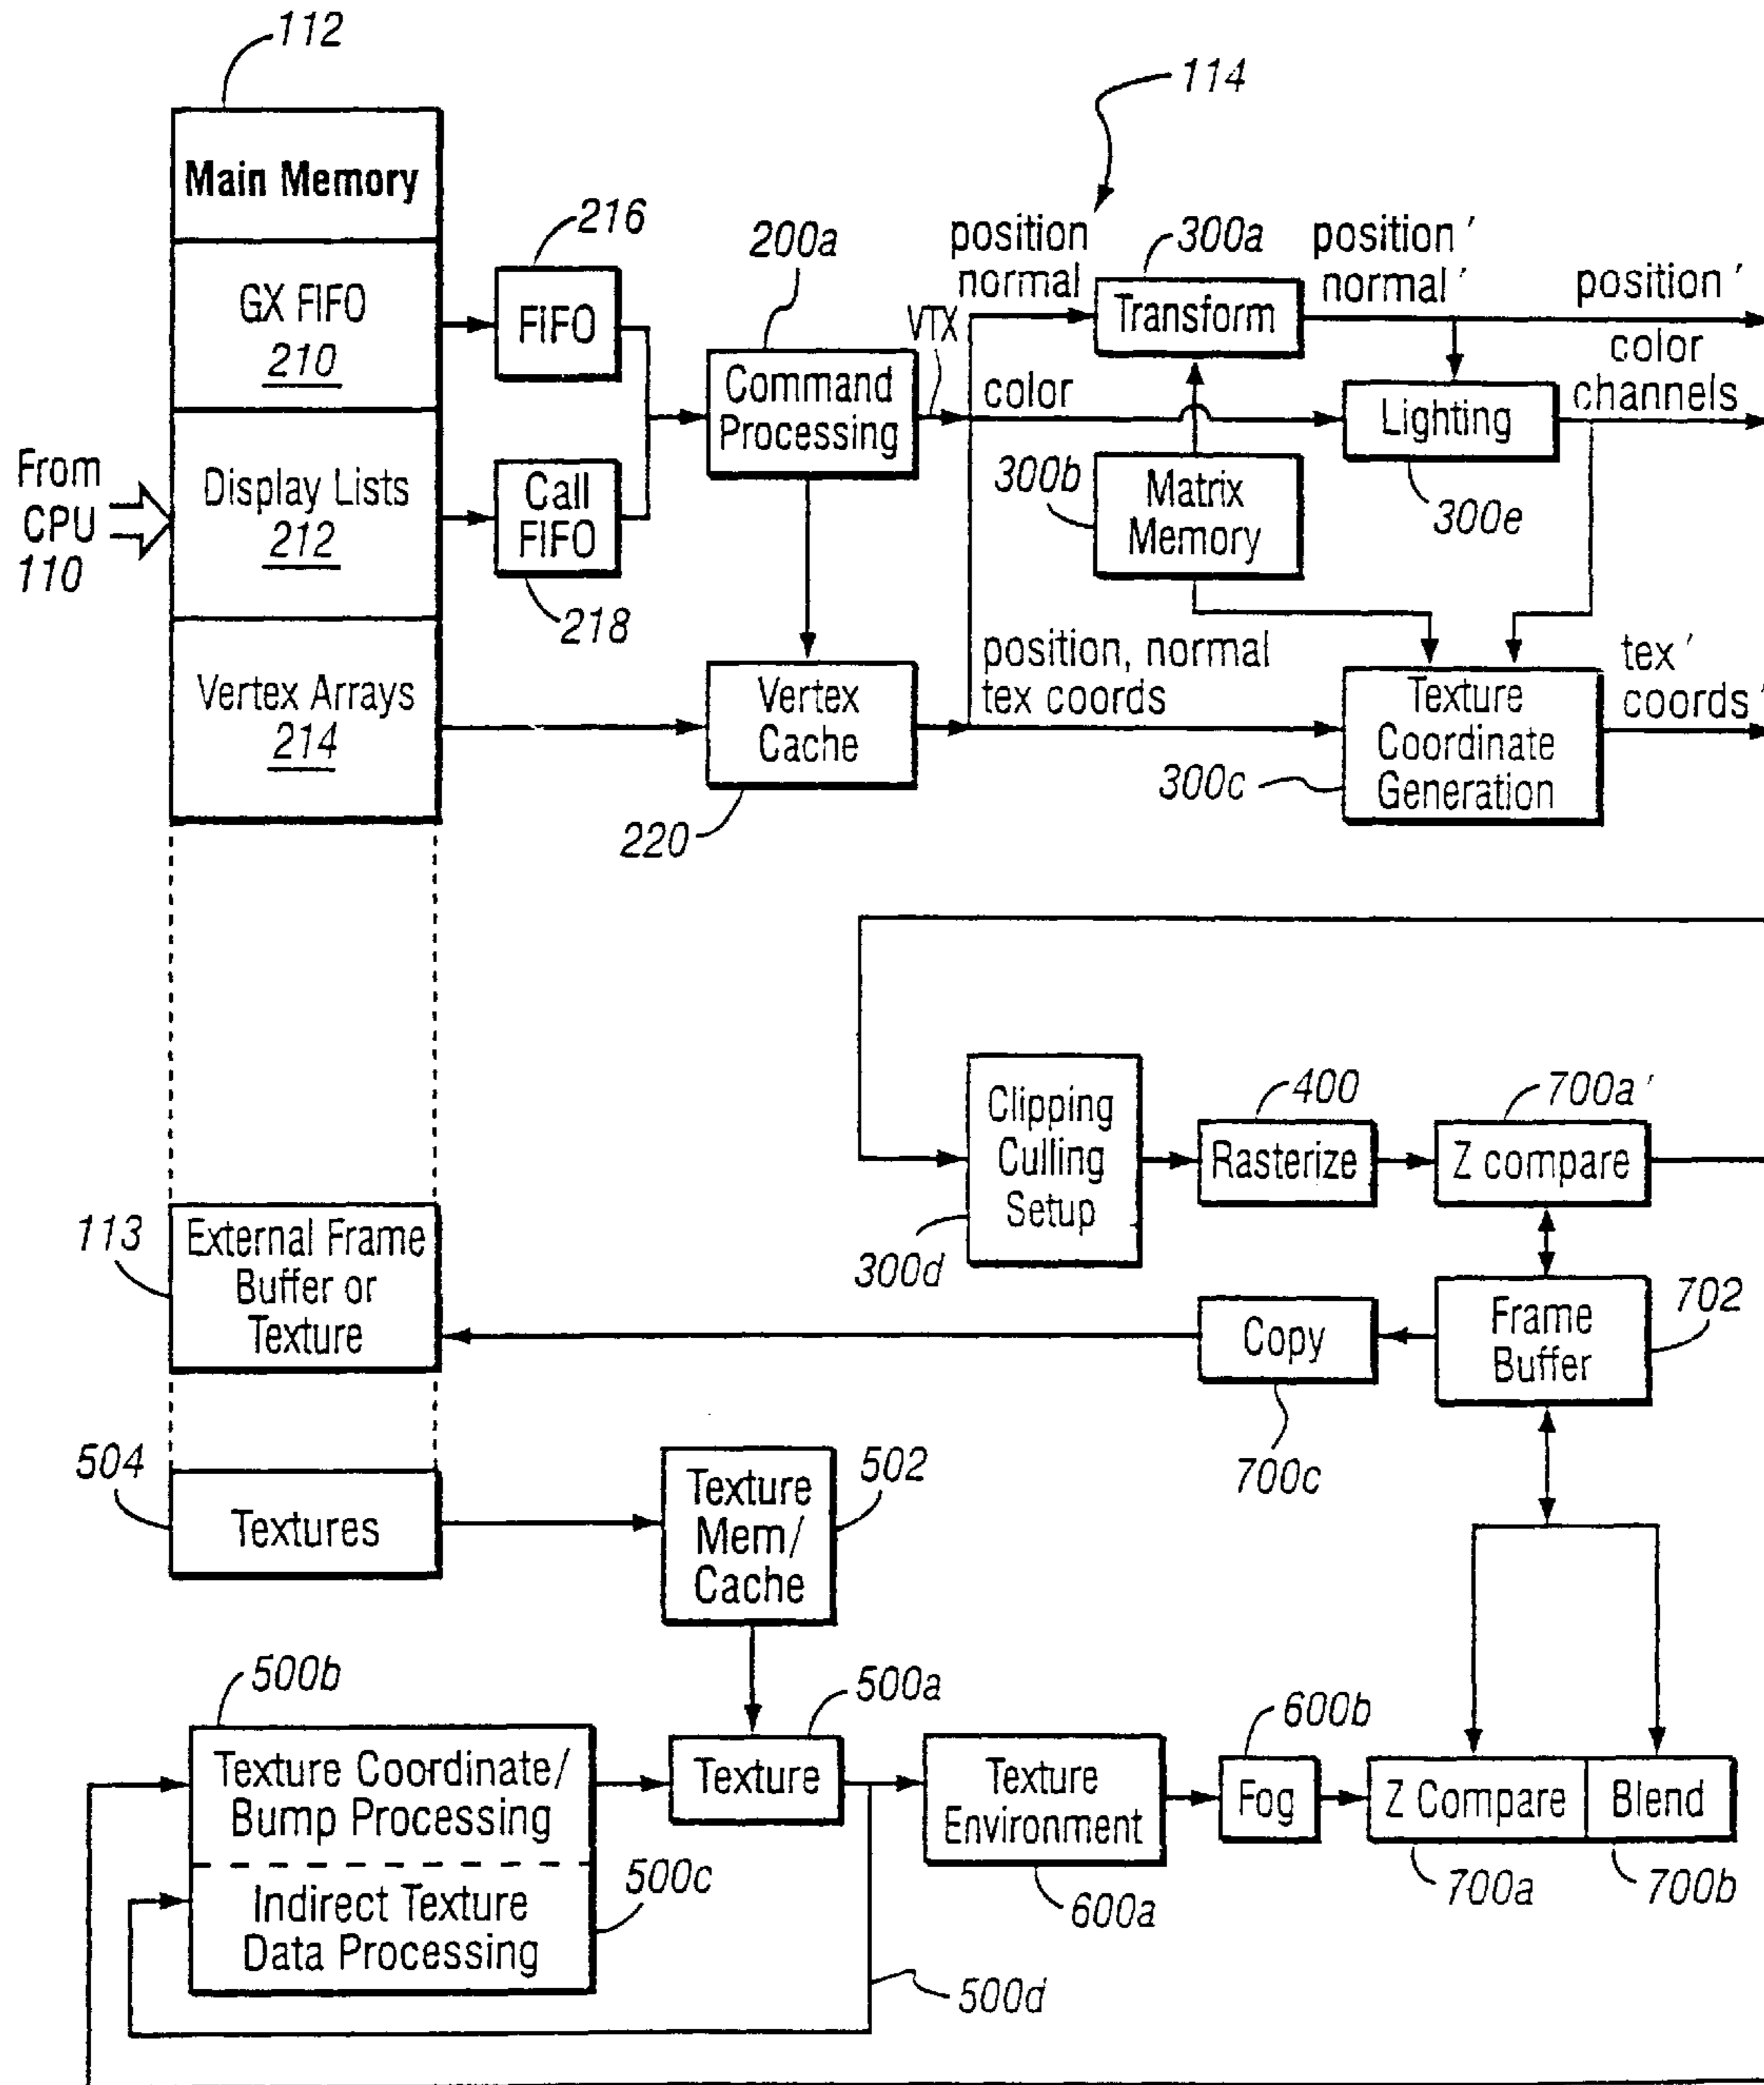 112
114
Main Memory
GX FIFO
210
Display Lists
212
Vertex Arrays
214
From
CPU
110
216
FIFO
Call
FIFO
218
200a
Command
Processing
Vertex
Cache
220
VTX
position
normal
300a
Transform
position'
normal'
position'
color
color
channels
Lighting
300e
300b
Matrix
Memory
position, normal
tex coords
Texture
Coordinate
Generation
300c
tex'
coords'
Clipping
Culling
Setup
300d
400
Rasterize
700a'
Z compare
113
External Frame
Buffer or
Texture
Copy
700c
Frame
Buffer
702
504
Textures
Texture
Mem/
Cache
502
500b
Texture Coordinate/
Bump Processing
Indirect Texture
Data Processing
500c
500a
Texture
500d
Texture
Environment
600a
600b
Fog
Z Compare
700a
Blend
700b